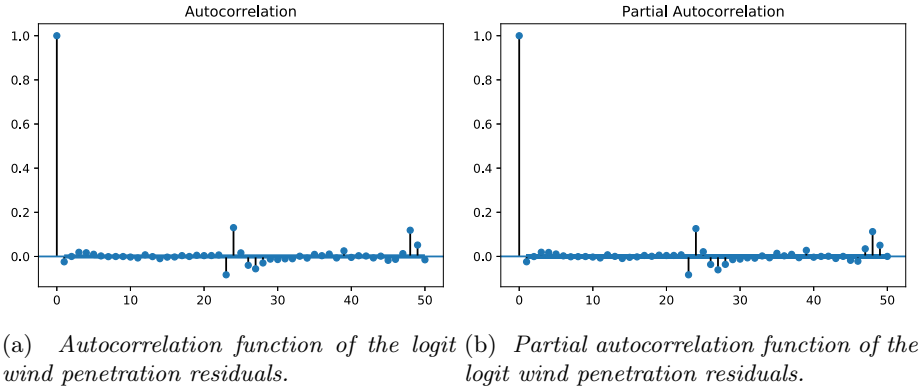 Autocorrelation
1.0
0.8
0.6
0.4
0.2
0.0
0 10 20 30 40 50
Partial Autocorrelation
1.0
0.8
0.6
0.4
0.2
0.0
0 10 20 30 40 50
(a) Autocorrelation function of the logit
wind penetration residuals.
(b) Partial autocorrelation function of the
logit wind penetration residuals.